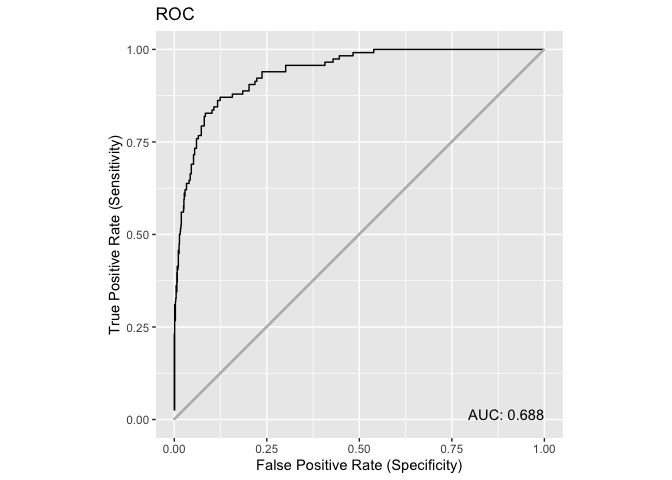 ROC
True Positive Rate (Sensitivity)
1.00
0.75
0.50
0.25
0.00
AUC: 0.688
0.00 0.25 0.50 0.75 1.00
False Positive Rate (Specificity)